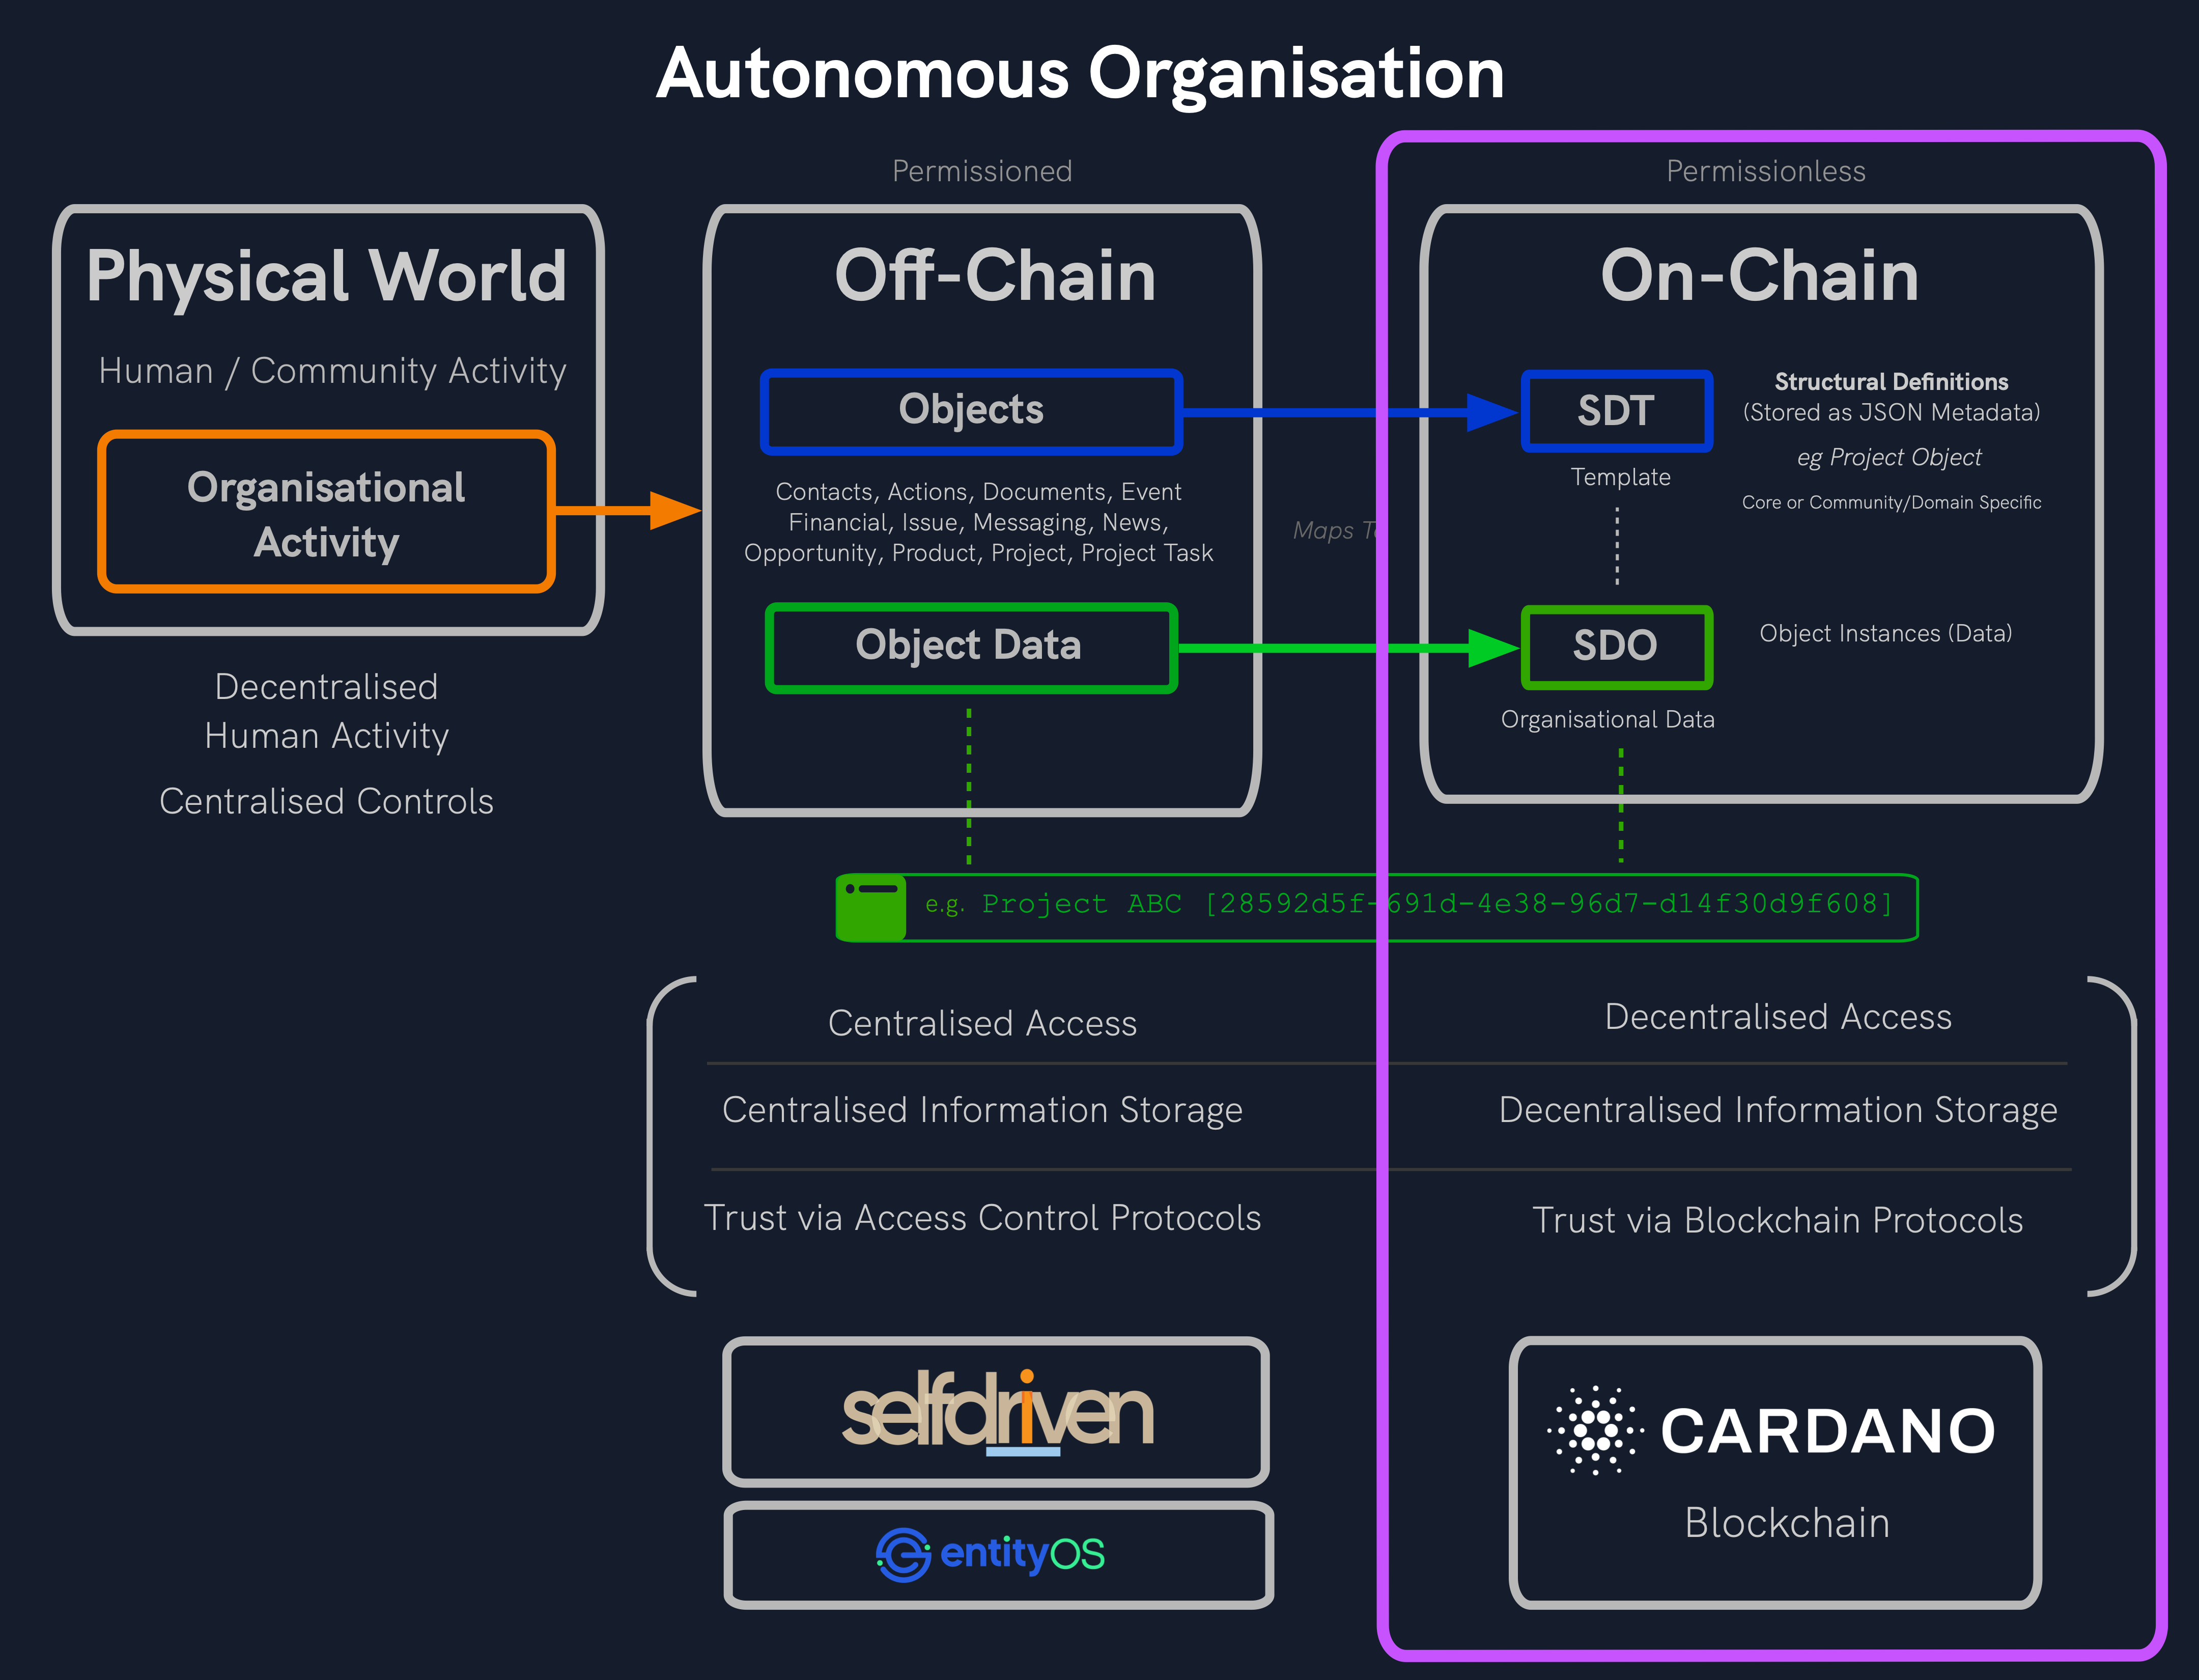 Autonomous Organisation
Physical World
Human / Community Activity
Organisational
Activity
Decentralised
Human Activity
Centralised Controls
Permissioned
Off-Chain
Objects
Contacts, Actions, Documents, Event
Financial, Issue, Messaging, News,
Opportunity, Product, Project, Project Task
Object Data
Maps T
Permissionless
On-Chain
SDT
Template
Structural Definitions
(Stored as JSON Metadata)
eg Project Object
Core or Community/Domain Specific
SDO
Object Instances (Data)
Organisational Data
e.g. Project ABC [28592d5f-691d-4e38-96d7-d14f30d9f608]
Centralised Access
Decentralised Access
Centralised Information Storage
Decentralised Information Storage
Trust via Access Control Protocols
Trust via Blockchain Protocols
selfdriven
entityOS
CARDANO
Blockchain